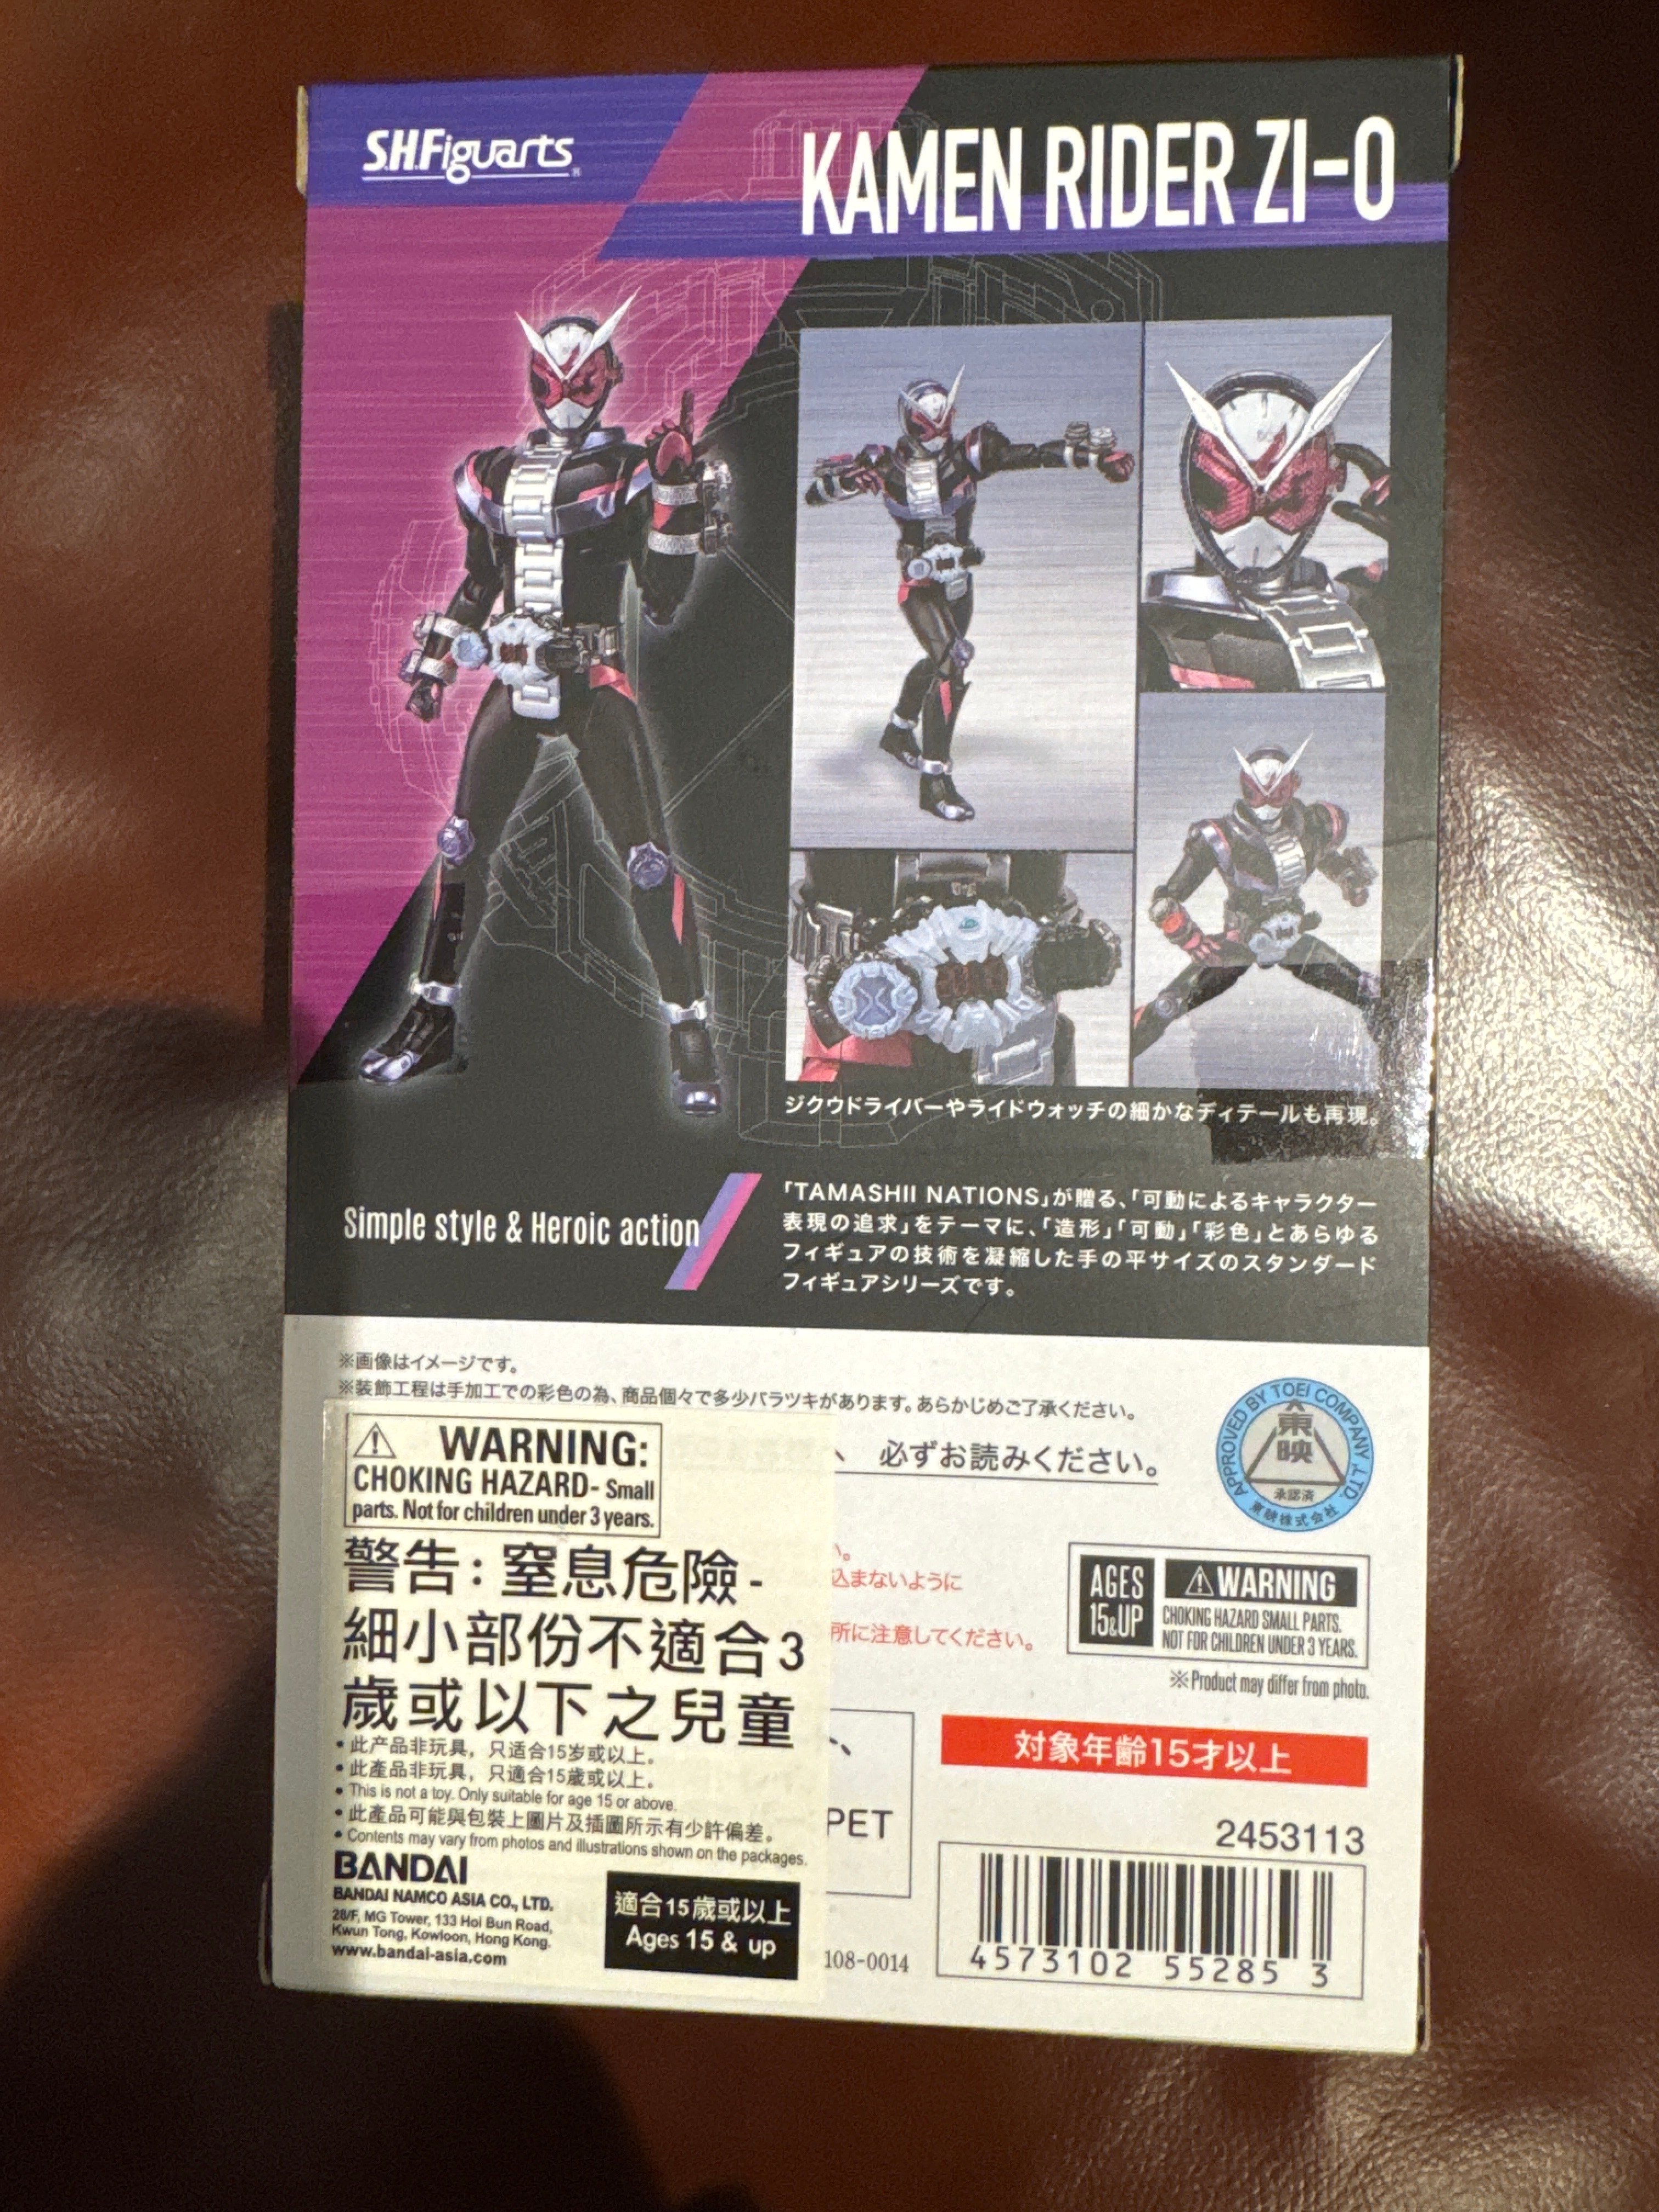 S.H.Figuarts
KAMEN RIDER ZI-O
ジクウドライバーやライドウォッチの細かなディテールも再現。
Simple style & Heroic action
「TAMASHII NATIONS」が贈る、「可動によるキャラクター
表現の追求」をテーマに、「造形」「可動」「彩色」とあらゆる
フィギュアの技術を凝縮した手の平サイズのスタンダード
フィギュアシリーズです。
※画像はイメージです。
※装飾工程は手加工での彩色の為、商品個々で多少バラツキがあります。あらかじめご了承ください。
必ずお読みください。
APPROVED BY TOEI COMPANY, LTD.
東映
承認済
東映株式会社
⚠ WARNING:
CHOKING HAZARD- Small
parts. Not for children under 3 years.
警告：窒息危險-
細小部份不適合3
歲或以下之兒童
• 此产品非玩具，只适合15岁或以上。
• 此產品非玩具，只適合15歲或以上。
• This is not a toy. Only suitable for age 15 or above.
• 此產品可能與包裝上圖片及插圖所示有少許偏差。
• Contents may vary from photos and illustrations shown on the packages.
BANDAI
BANDAI NAMCO ASIA CO., LTD.
28/F, MG Tower, 133 Hoi Bun Road,
Kwun Tong, Kowloon, Hong Kong.
www.bandai-asia.com
適合15歲或以上
Ages 15 & up
い。
込まないように
所に注意してください。
AGES
15&UP
⚠WARNING
CHOKING HAZARD SMALL PARTS.
NOT FOR CHILDREN UNDER 3 YEARS.
※Product may differ from photo.
対象年齢15才以上
PET
108-0014
2453113
4573102 55285 3